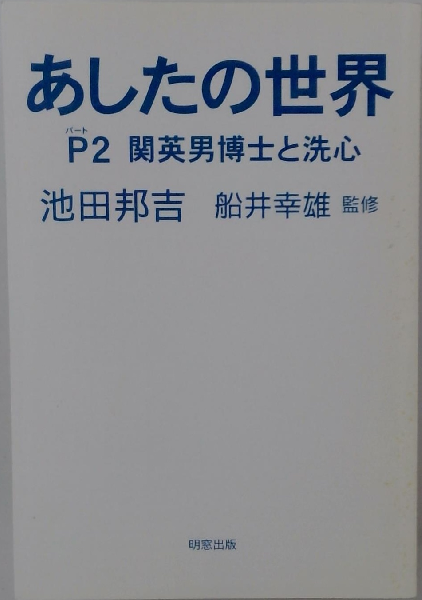 あしたの世界
パート
P2 関英男博士と洗心
池田邦吉 船井幸雄 監修
明窓出版